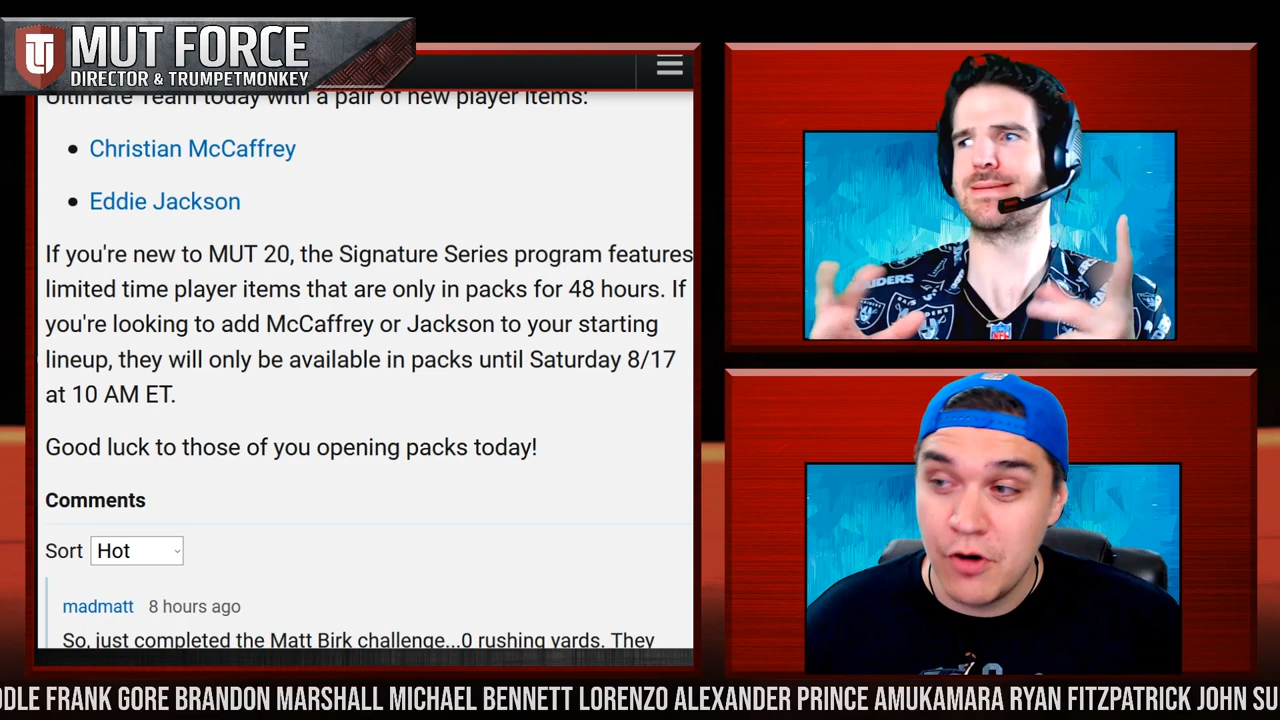 MUT FORCE
DIRECTOR & TRUMPETMONKEY
Ultimate Team today with a pair of new player items:
Christian McCaffrey
Eddie Jackson
If you're new to MUT 20, the Signature Series program features
limited time player items that are only in packs for 48 hours. If
you're looking to add McCaffrey or Jackson to your starting
lineup, they will only be available in packs until Saturday 8/17
at 10 AM ET.
Good luck to those of you opening packs today!
Comments
Sort Hot
madmatt 8 hours ago
So, just completed the Matt Birk challenge...0 rushing yards. They
RAIDERS
NFL
FRANK GORE BRANDON MARSHALL MICHAEL BENNETT LORENZO ALEXANDER PRINCE AMUKAMARA RYAN FITZPATRICK JOHN SU